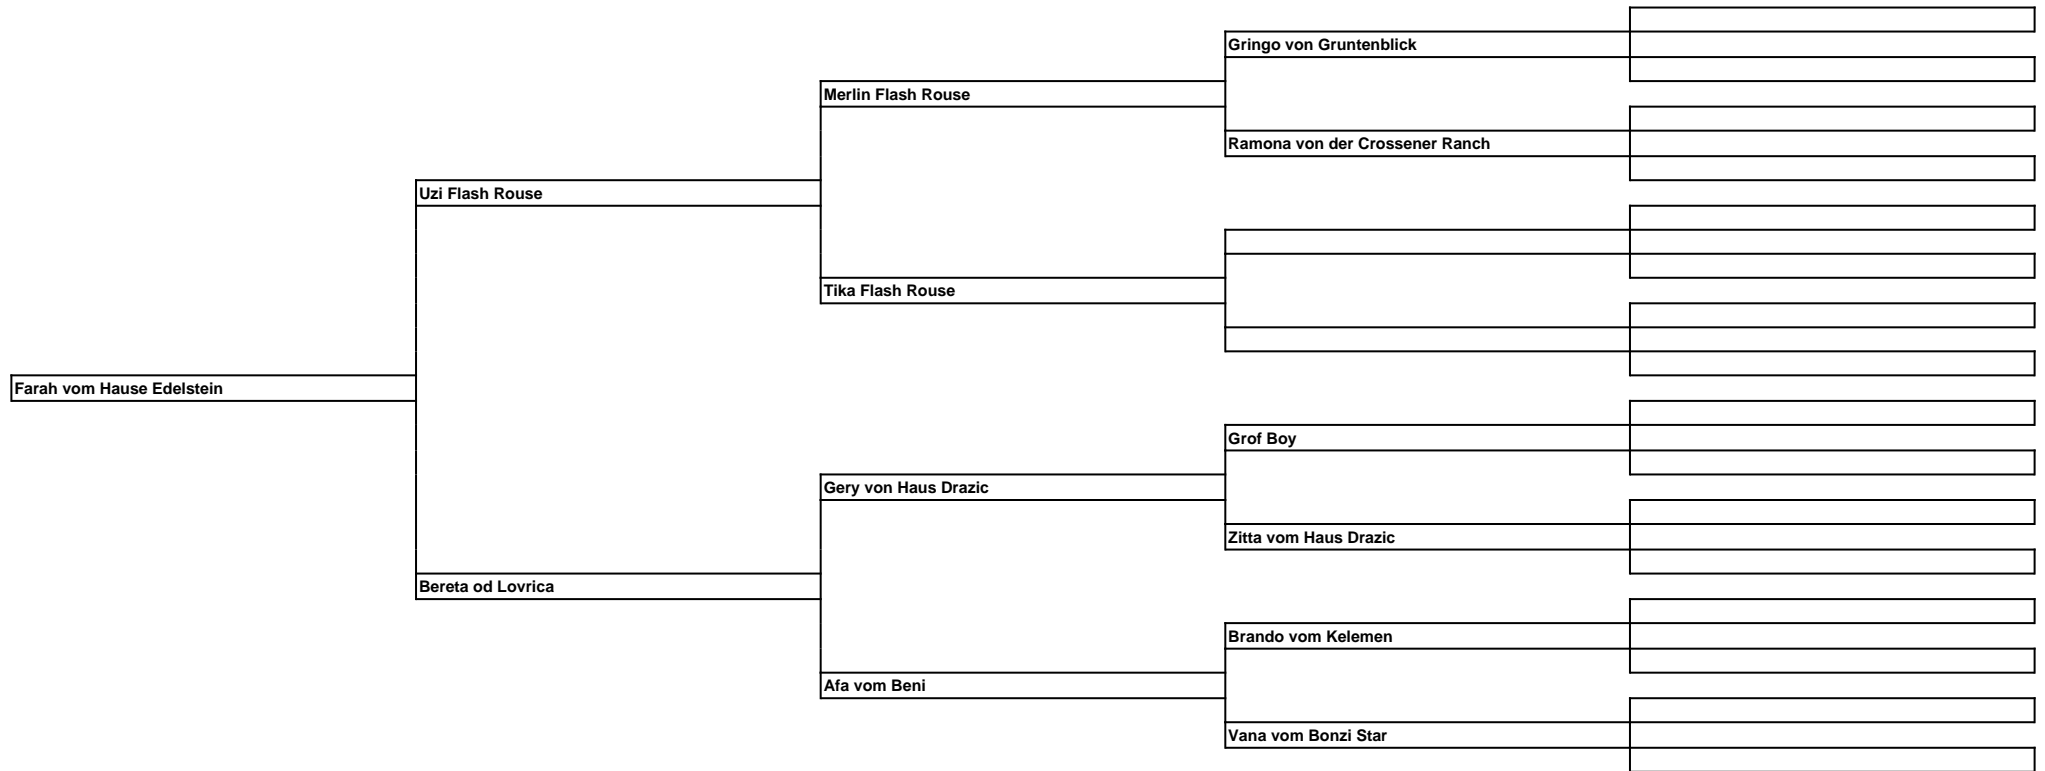 Gringo von Gruntenblick
Merlin Flash Rouse
Ramona von der Crossener Ranch
Uzi Flash Rouse
Tika Flash Rouse
Farah vom Hause Edelstein
Grof Boy
Gery von Haus Drazic
Zitta vom Haus Drazic
Bereta od Lovrica
Brando vom Kelemen
Afa vom Beni
Vana vom Bonzi Star